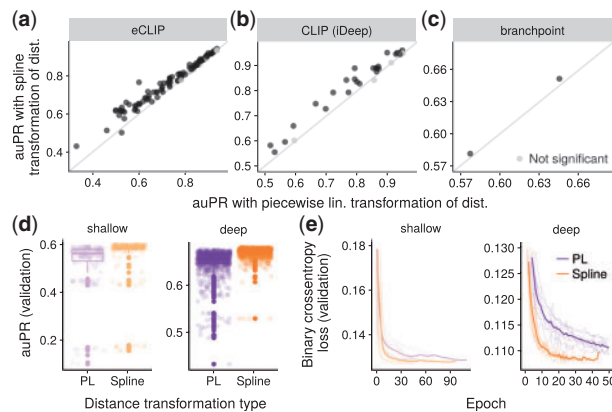 (a)
eCLIP
auPR with spline
transformation of dist.
0.8
0.6
0.4
0.4
0.6
0.8
(b)
CLIP (iDeep)
1.0
0.9
0.8
0.7
0.6
0.5
0.5
0.6
0.7
0.8
0.9
1.0
(c)
branchpoint
0.66
0.63
0.60
0.57
0.57
0.60
0.63
0.66
Not significant
auPR with piecewise lin. transformation of dist.
(d)
shallow
deep
auPR (validation)
0.6
0.4
0.2
0.6
0.5
PL
Spline
PL
Spline
Distance transformation type
(e)
shallow
deep
Binary crossentropy
loss (validation)
0.18
0.16
0.14
0 30 60 90
0.130
0.125
0.120
0.115
0.110
PL
Spline
0 10 20 30 40 50
Epoch